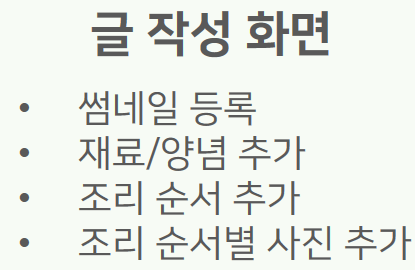 글 작성 화면
• 썸네일 등록
• 재료/양념 추가
• 조리 순서 추가
• 조리 순서별 사진 추가